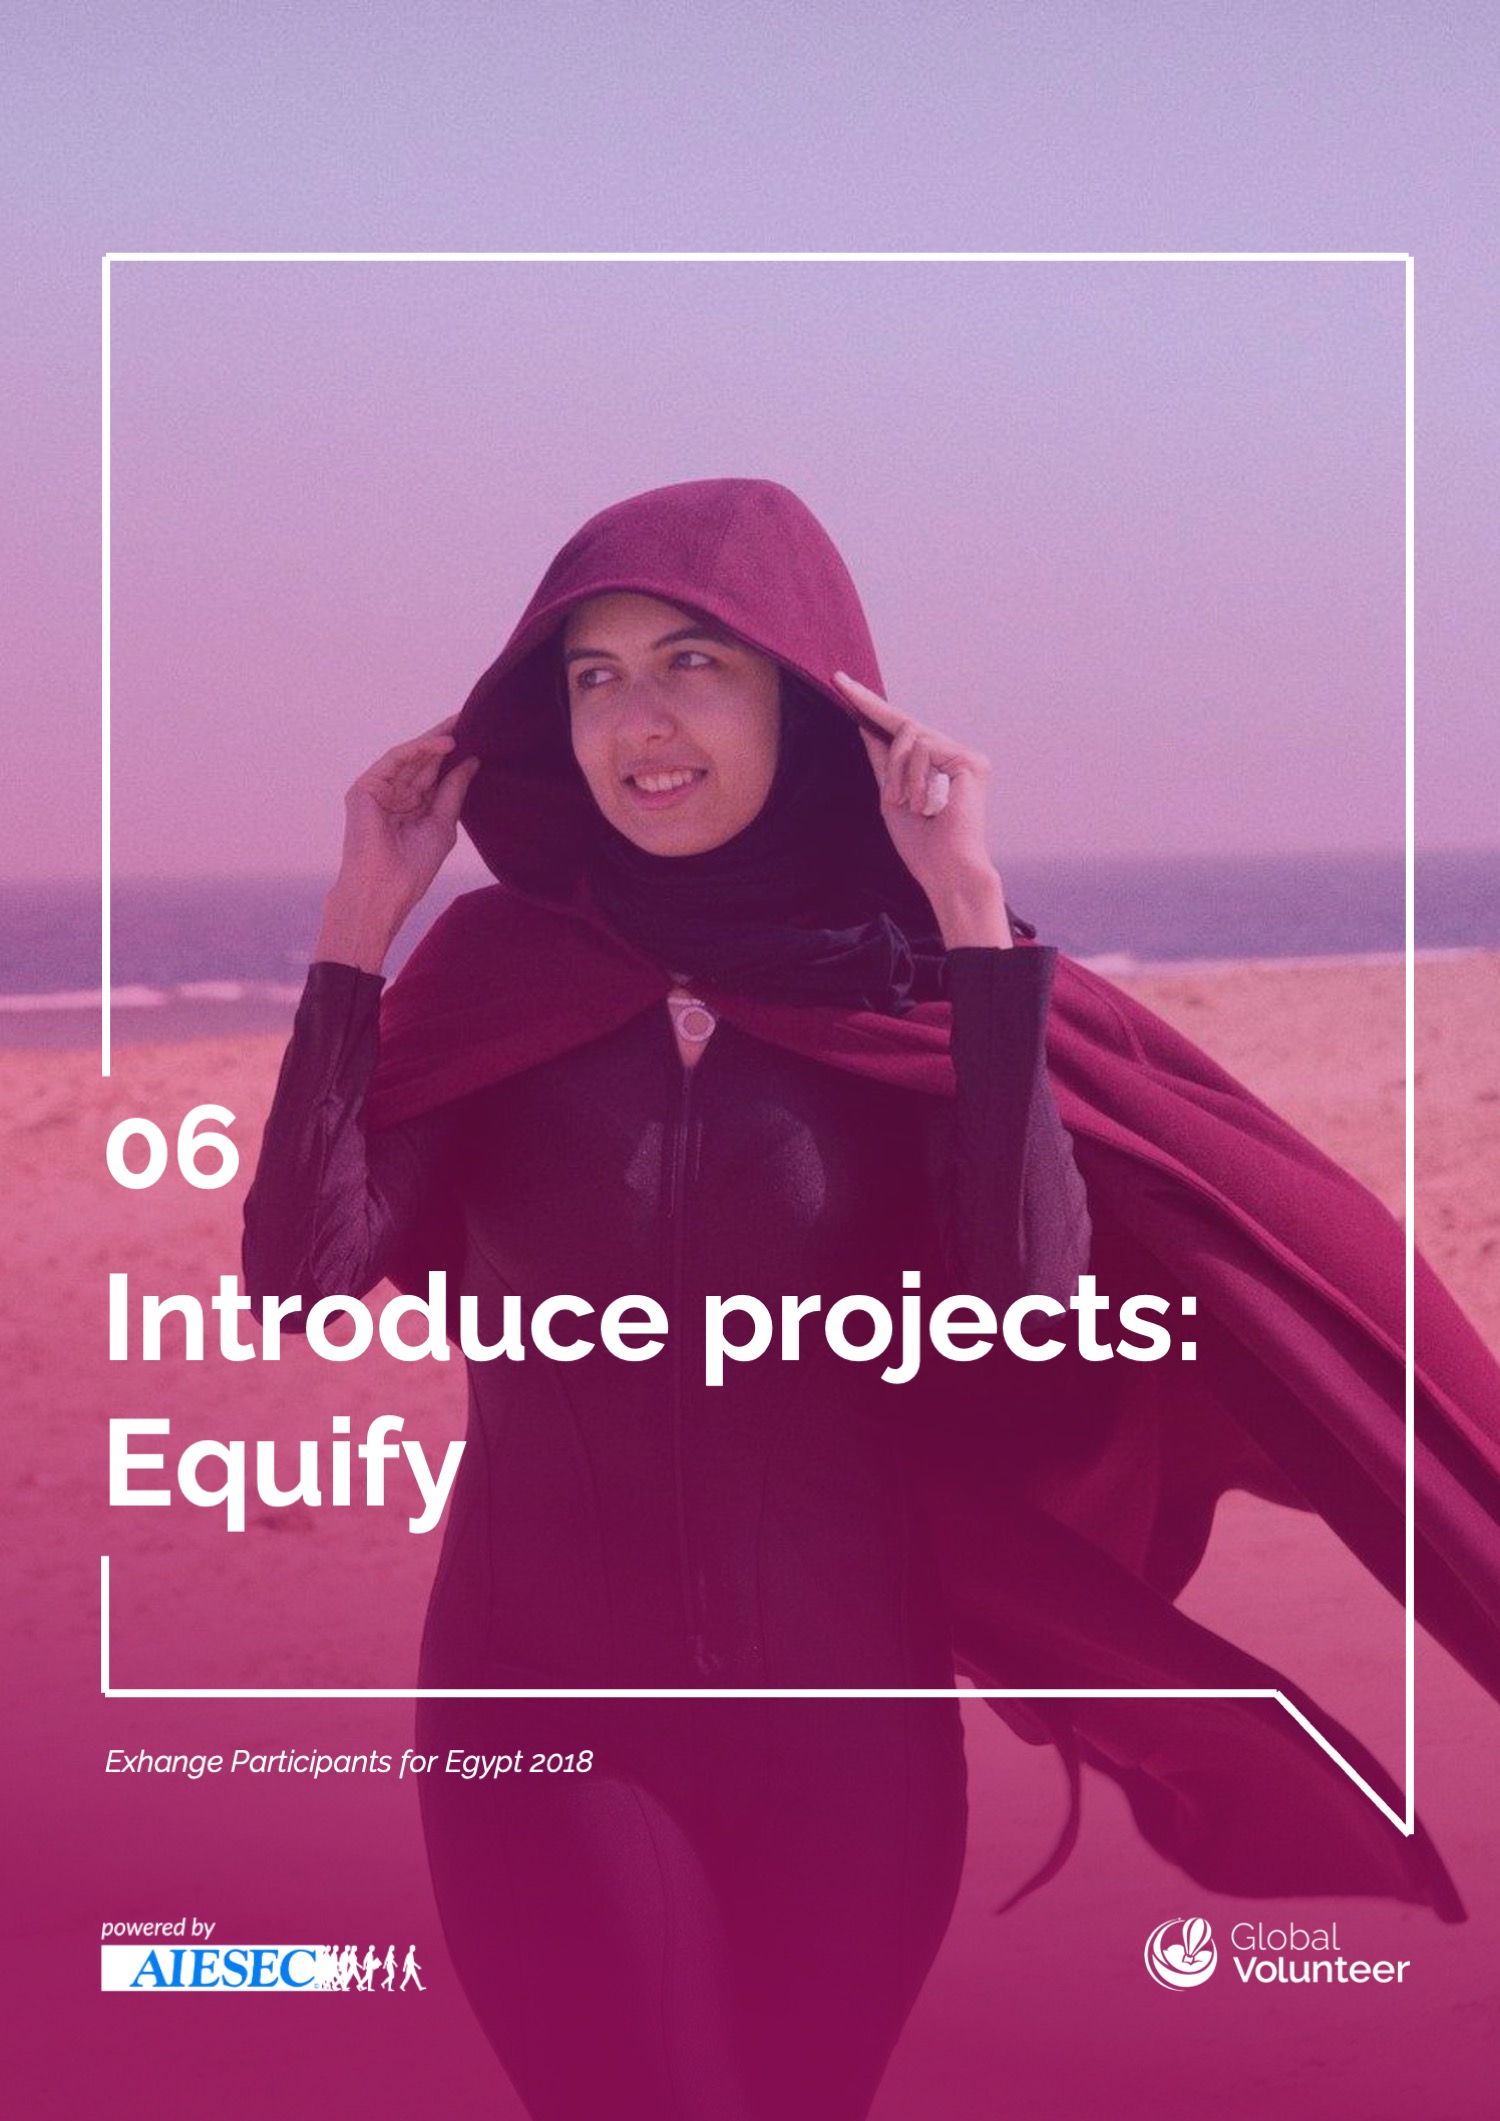 06
Introduce projects:
Equify
Exhange Participants for Egypt 2018
powered by
AIESEC
Global
Volunteer